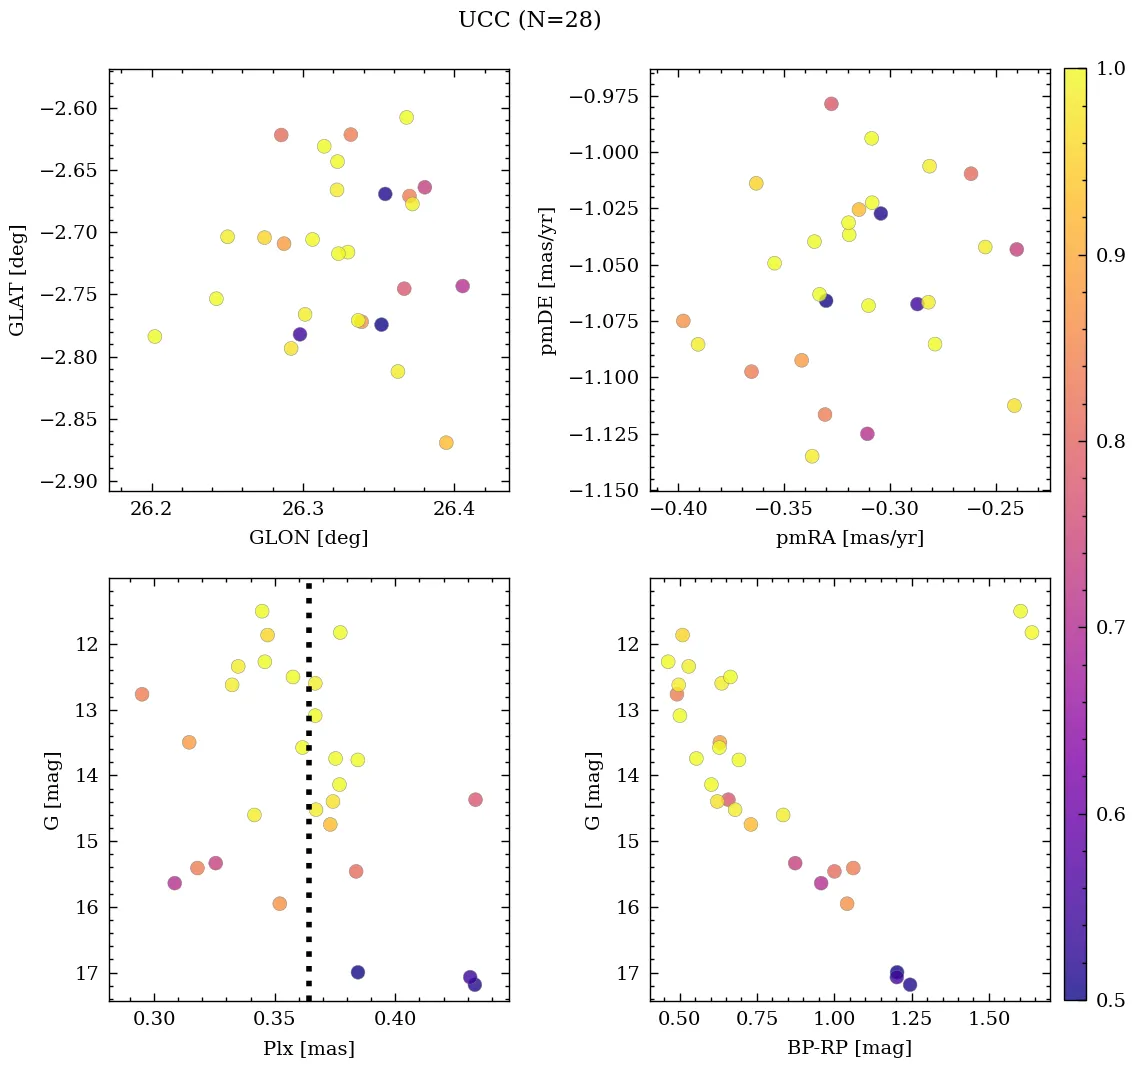 UCC (N=28)
−2.60
−2.65
−2.70
−2.75
−2.80
−2.85
−2.90
GLAT [deg]
26.2 26.3 26.4
GLON [deg]
−0.975
−1.000
−1.025
−1.050
−1.075
−1.100
−1.125
−1.150
pmDE [mas/yr]
−0.40 −0.35 −0.30 −0.25
pmRA [mas/yr]
12
13
14
15
16
17
G [mag]
0.30 0.35 0.40
Plx [mas]
12
13
14
15
16
17
G [mag]
0.50 0.75 1.00 1.25 1.50
BP-RP [mag]
1.0
0.9
0.8
0.7
0.6
0.5